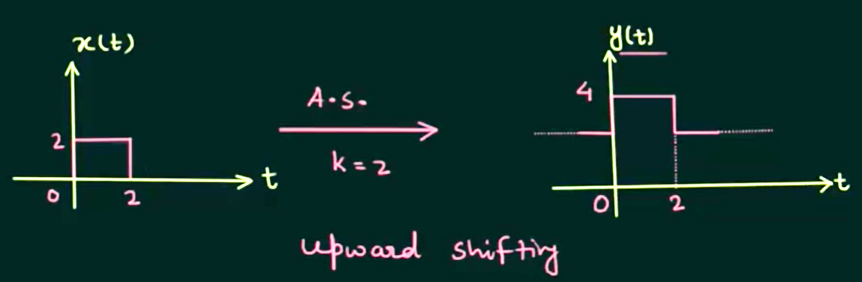 x(t)
2
0
2
t
A.S.
K=2
y(t)
4
0
2
t
upward shifting